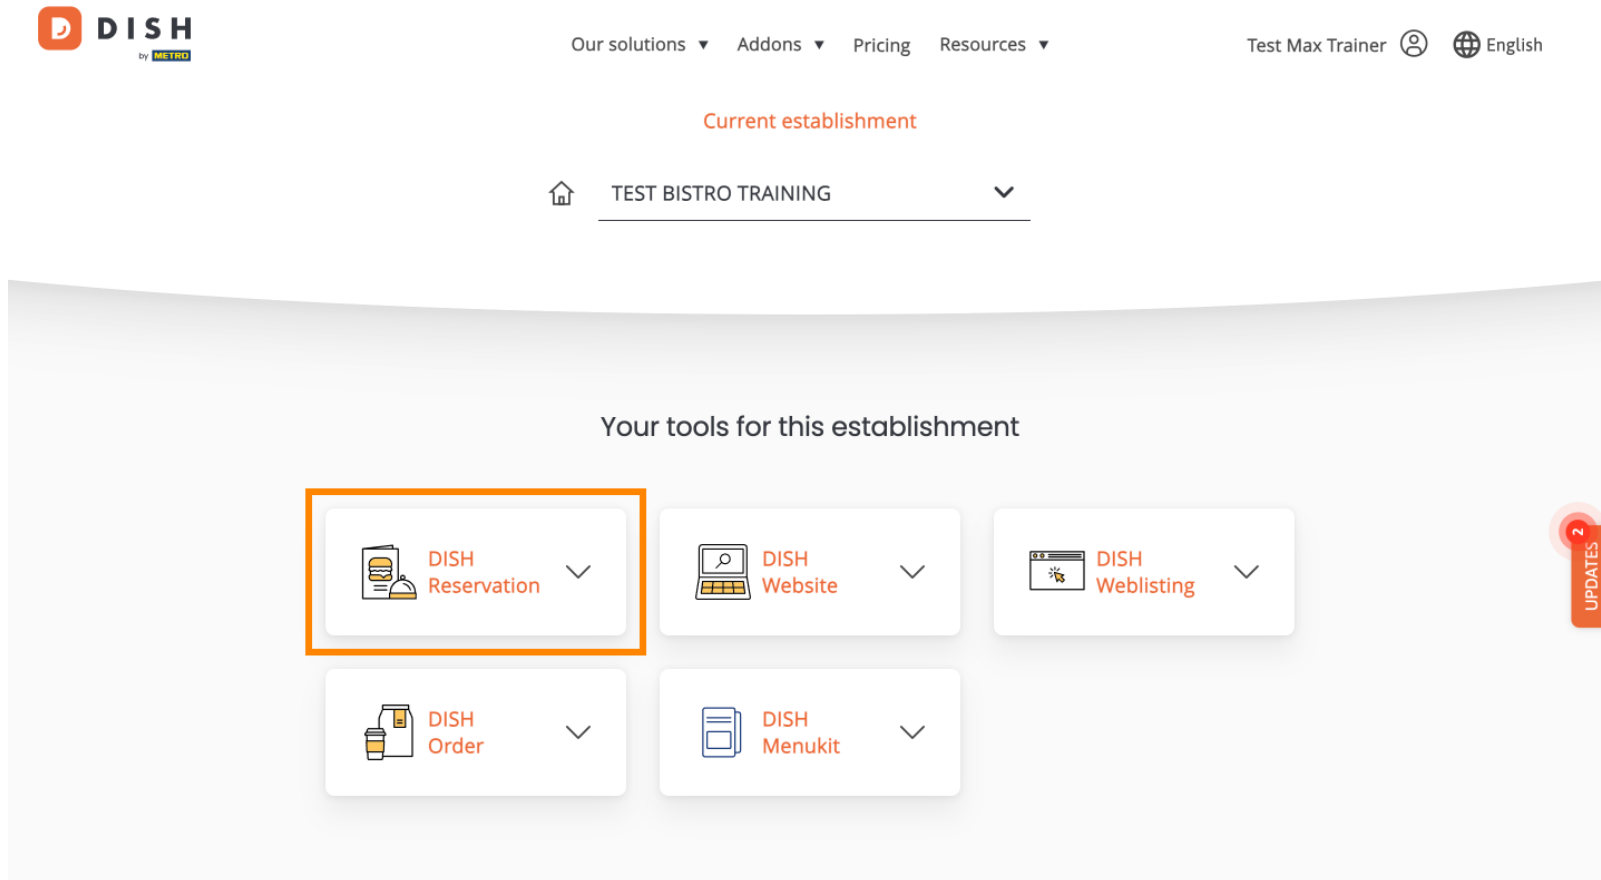 DISH
by METRO
Our solutions ▼ Addons ▼ Pricing Resources ▼ Test Max Trainer English
Current establishment
TEST BISTRO TRAINING
Your tools for this establishment
DISH
Reservation
DISH
Website
DISH
Weblisting
2
UPDATES
DISH
Order
DISH
Menukit